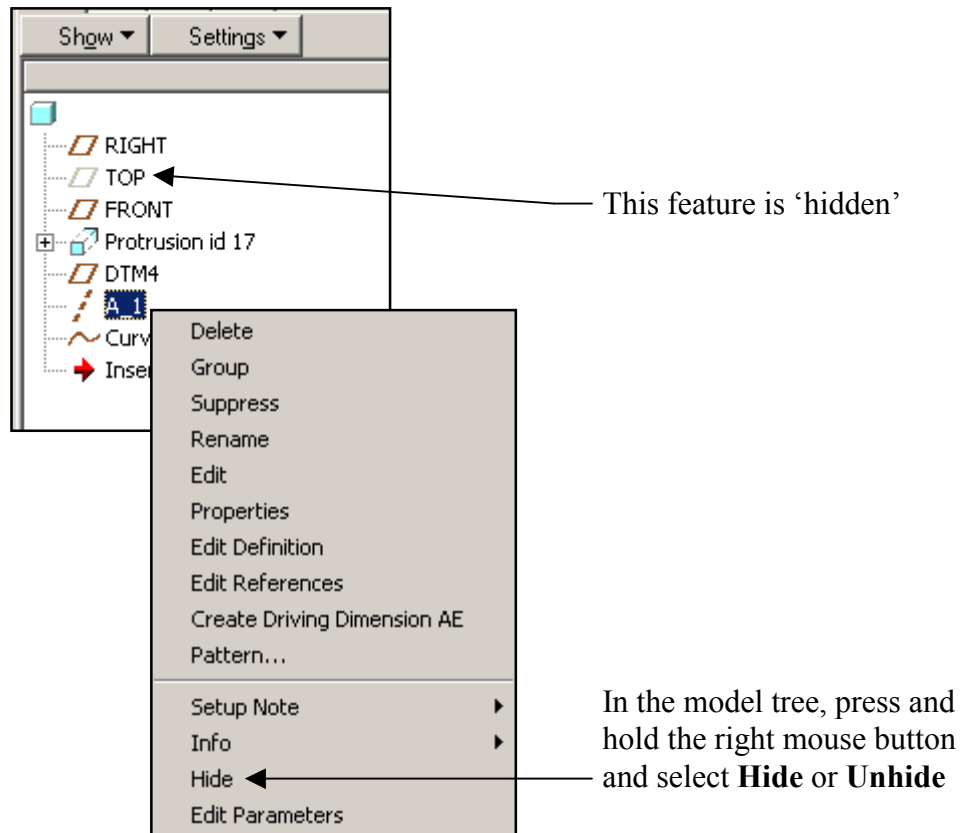 Show Settings
RIGHT
TOP
This feature is ‘hidden’
FRONT
Protrusion id 17
DTM4
A_1
Curv
Inser
Delete
Group
Suppress
Rename
Edit
Properties
Edit Definition
Edit References
Create Driving Dimension AE
Pattern...
Setup Note
Info
Hide
Edit Parameters
In the model tree, press and
hold the right mouse button
and select Hide or Unhide